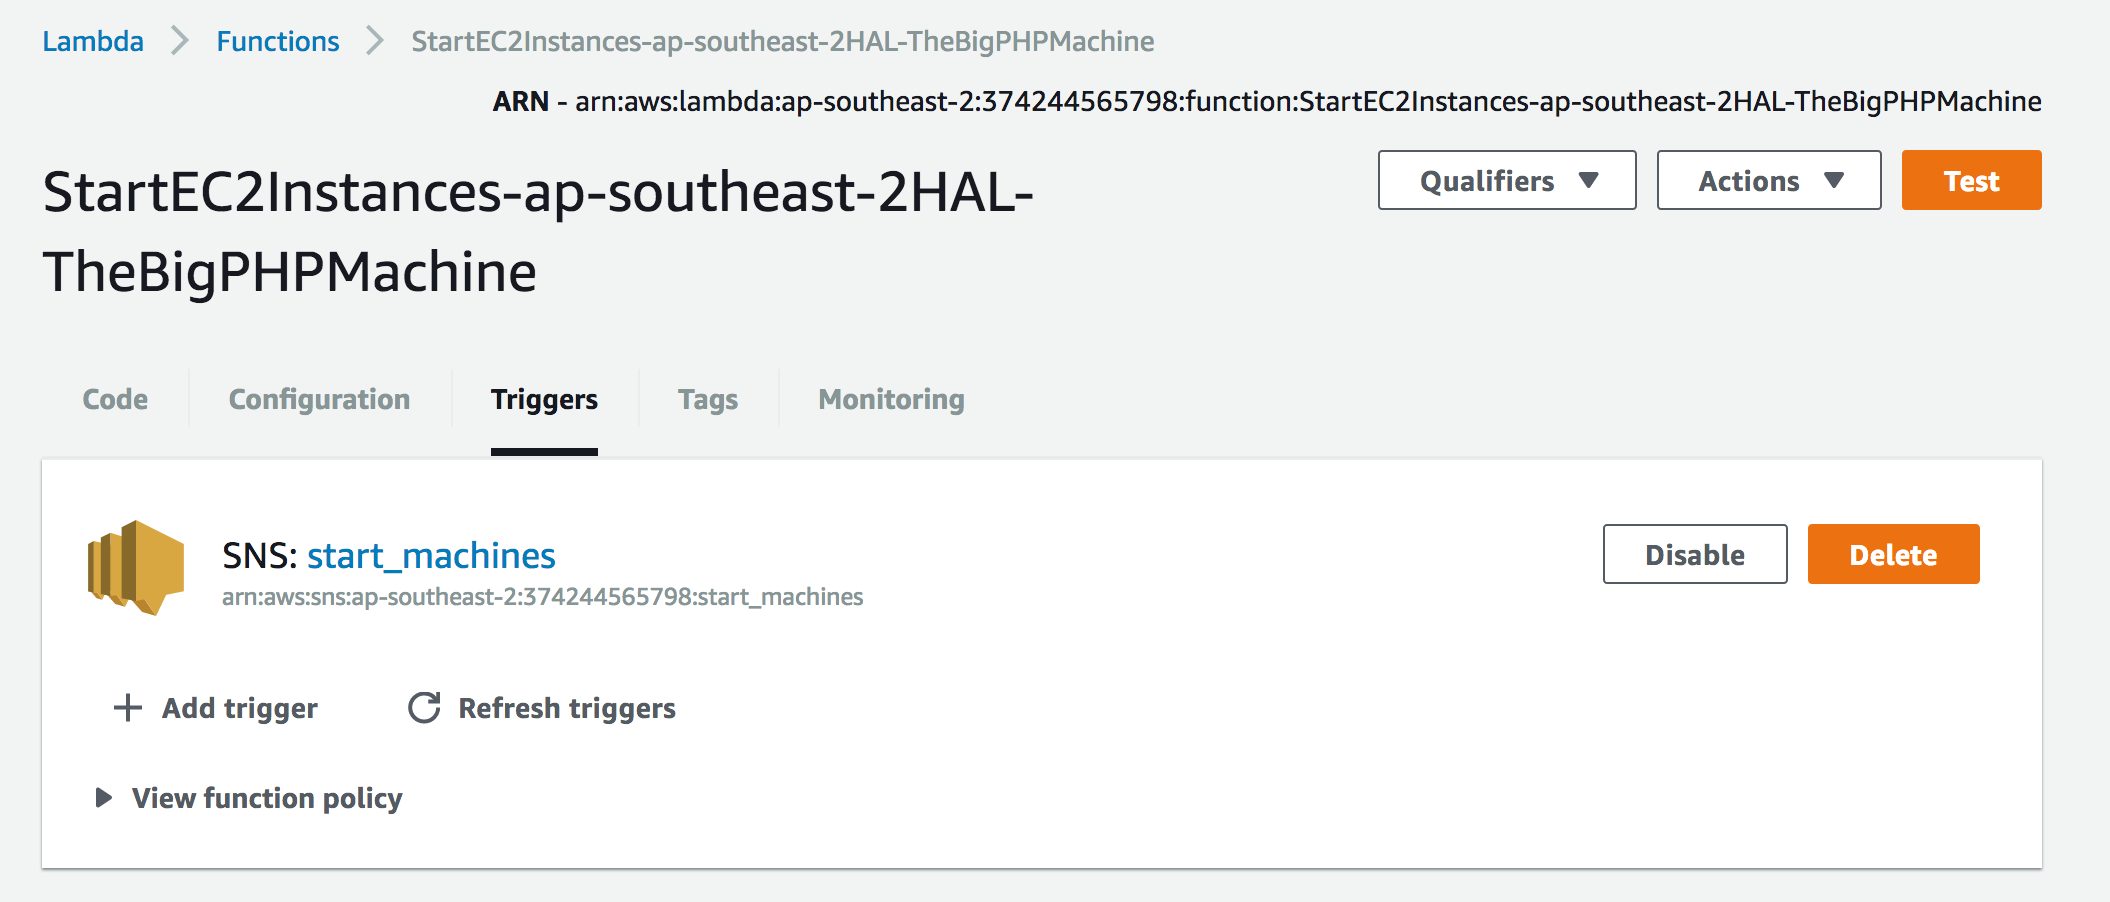 Lambda > Functions > StartEC2Instances-ap-southeast-2HAL-TheBigPHPMachine
ARN - arn:aws:lambda:ap-southeast-2:374244565798:function:StartEC2Instances-ap-southeast-2HAL-TheBigPHPMachine
StartEC2Instances-ap-southeast-2HAL-
TheBigPHPMachine
Qualifiers Actions Test
Code Configuration Triggers Tags Monitoring
SNS: start_machines
arn:aws:sns:ap-southeast-2:374244565798:start_machines
Disable Delete
Add trigger Refresh triggers
View function policy